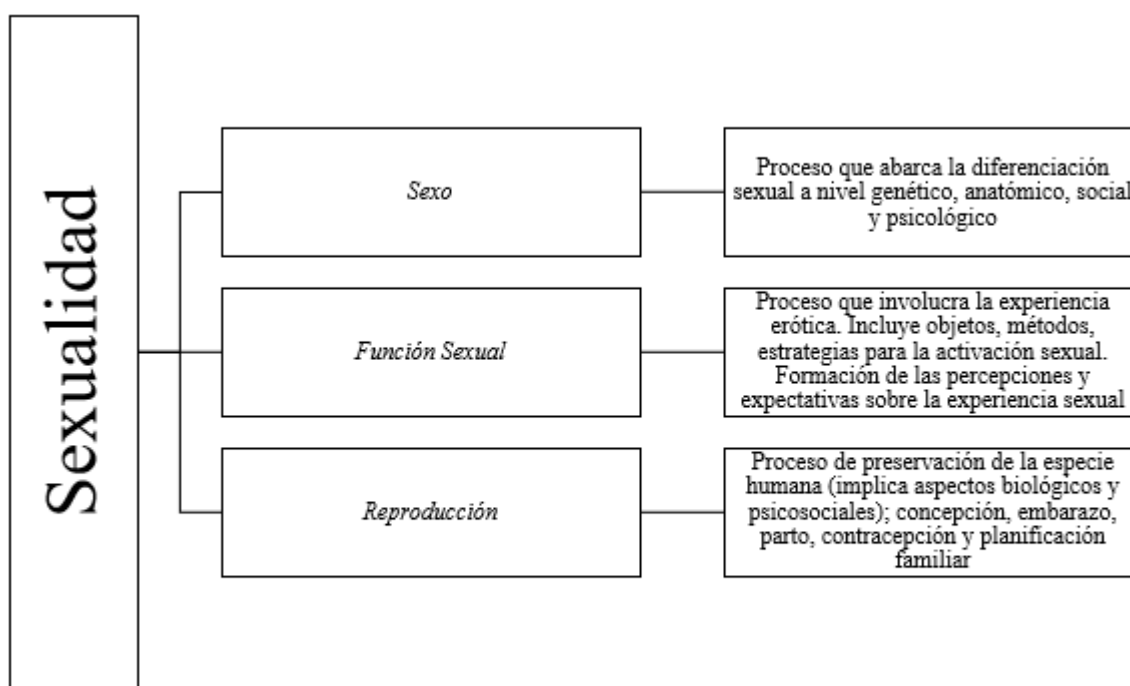 Sexualidad
Sexo
Proceso que abarca la diferenciación
sexual a nivel genético, anatómico, social
y psicológico
Función Sexual
Proceso que involucra la experiencia
erótica. Incluye objetos, métodos,
estrategias para la activación sexual.
Formación de las percepciones y
expectativas sobre la experiencia sexual
Reproducción
Proceso de preservación de la especie
humana (implica aspectos biológicos y
psicosociales); concepción, embarazo,
parto, contracepción y planificación
familiar